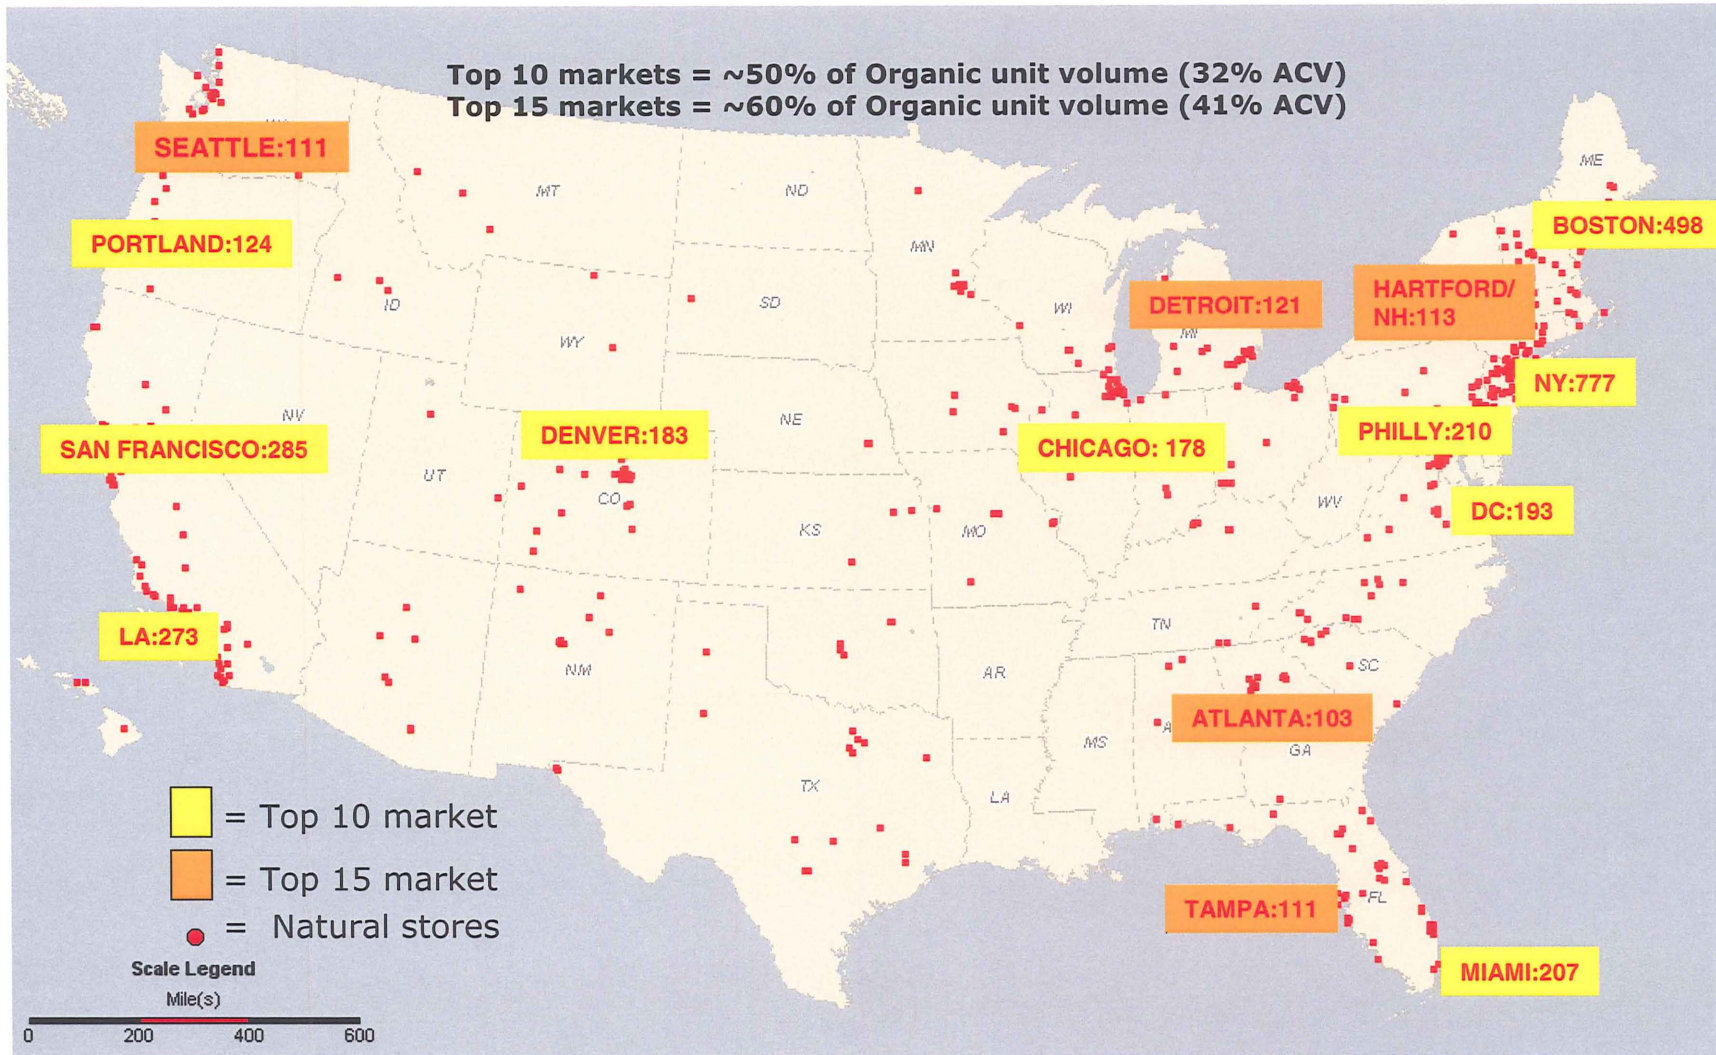 Top 10 markets = ~50% of Organic unit volume (32% ACV)
Top 15 markets = ~60% of Organic unit volume (41% ACV)
SEATTLE:111
ME
MT
ND
PORTLAND:124
BOSTON:498
MN
ID
SD
WI
DETROIT:121
MI
HARTFORD/
NH:113
WY
NY:777
NV
NE
SAN FRANCISCO:285
DENVER:183
CHICAGO: 178
PHILLY:210
UT
CO
KS
MO
WV
DC:193
LA:273
NM
TN
AR
SC
ATLANTA:103
MS
GA
TX
LA
= Top 10 market
= Top 15 market
= Natural stores
TAMPA:111
FL
MIAMI:207
Scale Legend
Mile(s)
0 200 400 600